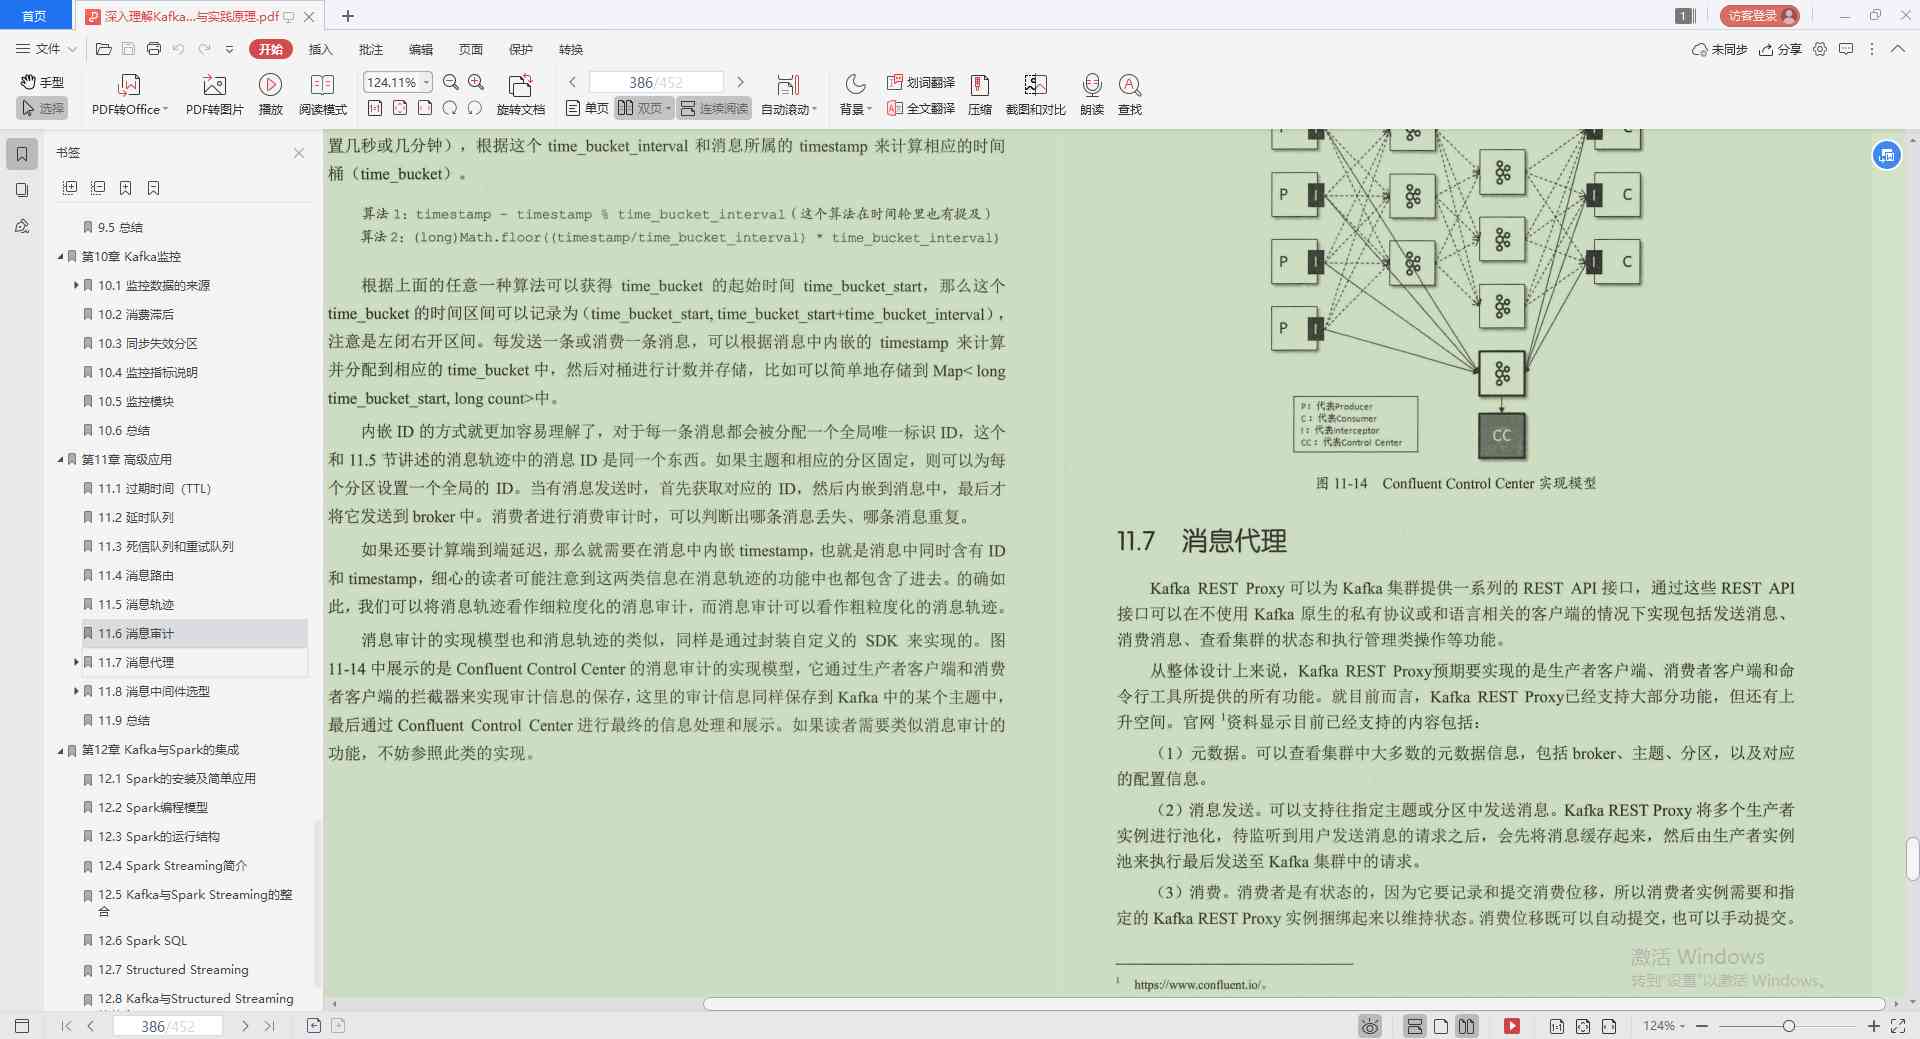 首页
深入理解Kafka...与实践原理.pdf
1
访客登录
文件
开始
插入
批注
编辑
页面
保护
转换
未同步
分享
手型
选择
PDF转Office
PDF转图片
播放
阅读模式
124.11%
旋转文档
386/452
单页
双页
连续阅读
自动滚动
背景
划词翻译
全文翻译
压缩
截图和对比
朗读
查找
书签
9.5 总结
第10章 Kafka监控
10.1 监控数据的来源
10.2 消费滞后
10.3 同步失效分区
10.4 监控指标说明
10.5 监控模块
10.6 总结
第11章 高级应用
11.1 过期时间（TTL）
11.2 延时队列
11.3 死信队列和重试队列
11.4 消息路由
11.5 消息轨迹
11.6 消息审计
11.7 消息代理
11.8 消息中间件选型
11.9 总结
第12章 Kafka与Spark的集成
12.1 Spark的安装及简单应用
12.2 Spark编程模型
12.3 Spark的运行结构
12.4 Spark Streaming简介
12.5 Kafka与Spark Streaming的整
合
12.6 Spark SQL
12.7 Structured Streaming
12.8 Kafka与Structured Streaming
置几秒或几分钟），根据这个 time_bucket_interval 和消息所属的 timestamp 来计算相应的时间
桶（time_bucket）。
算法 1：timestamp - timestamp % time_bucket_interval（这个算法在时间轮里也有提及）
算法 2：(long)Math.floor((timestamp/time_bucket_interval) * time_bucket_interval)
根据上面的任意一种算法可以获得 time_bucket 的起始时间 time_bucket_start，那么这个
time_bucket 的时间区间可以记录为（time_bucket_start, time_bucket_start+time_bucket_interval），
注意是左闭右开区间。每发送一条或消费一条消息，可以根据消息中内嵌的 timestamp 来计算
并分配到相应的 time_bucket 中，然后对桶进行计数并存储，比如可以简单地存储到 Map< long
time_bucket_start, long count>中。
内嵌 ID 的方式就更加容易理解了，对于每一条消息都会被分配一个全局唯一标识 ID，这个
和 11.5 节讲述的消息轨迹中的消息 ID 是同一个东西。如果主题和相应的分区固定，则可以为每
个分区设置一个全局的 ID。当有消息发送时，首先获取对应的 ID，然后内嵌到消息中，最后才
将它发送到 broker 中。消费者进行消费审计时，可以判断出哪条消息丢失、哪条消息重复。
如果还要计算端到端延迟，那么就需要在消息中内嵌 timestamp，也就是消息中同时含有 ID
和 timestamp，细心的读者可能注意到这两类信息在消息轨迹的功能中也都包含了进去。的确如
此，我们可以将消息轨迹看作细粒度化的消息审计，而消息审计可以看作粗粒度化的消息轨迹。
消息审计的实现模型也和消息轨迹的类似，同样是通过封装自定义的 SDK 来实现的。图
11-14 中展示的是 Confluent Control Center 的消息审计的实现模型，它通过生产者客户端和消费
者客户端的拦截器来实现审计信息的保存，这里的审计信息同样保存到 Kafka 中的某个主题中，
最后通过 Confluent Control Center 进行最终的信息处理和展示。如果读者需要类似消息审计的
功能，不妨参照此类的实现。
P I C
P I I C
P I I C
P I
P：代表Producer
C：代表Consumer
I：代表Interceptor
CC：代表Control Center
CC
图 11-14 Confluent Control Center 实现模型
11.7 消息代理
Kafka REST Proxy 可以为 Kafka 集群提供一系列的 REST API 接口，通过这些 REST API
接口可以在不使用 Kafka 原生的私有协议或和语言相关的客户端的情况下实现包括发送消息、
消费消息、查看集群的状态和执行管理类操作等功能。
从整体设计上来说，Kafka REST Proxy预期要实现的是生产者客户端、消费者客户端和命
令行工具所提供的所有功能。就目前而言，Kafka REST Proxy已经支持大部分功能，但还有上
升空间。官网 1资料显示目前已经支持的内容包括：
（1）元数据。可以查看集群中大多数的元数据信息，包括 broker、主题、分区，以及对应
的配置信息。
（2）消息发送。可以支持往指定主题或分区中发送消息。Kafka REST Proxy 将多个生产者
实例进行池化，待监听到用户发送消息的请求之后，会先将消息缓存起来，然后由生产者实例
池来执行最后发送至 Kafka 集群中的请求。
（3）消费。消费者是有状态的，因为它要记录和提交消费位移，所以消费者实例需要和指
定的 Kafka REST Proxy 实例捆绑起来以维持状态。消费位移既可以自动提交，也可以手动提交。
1 https://www.confluent.io/。
激活 Windows
转到“设置”以激活 Windows。
386/452
124%